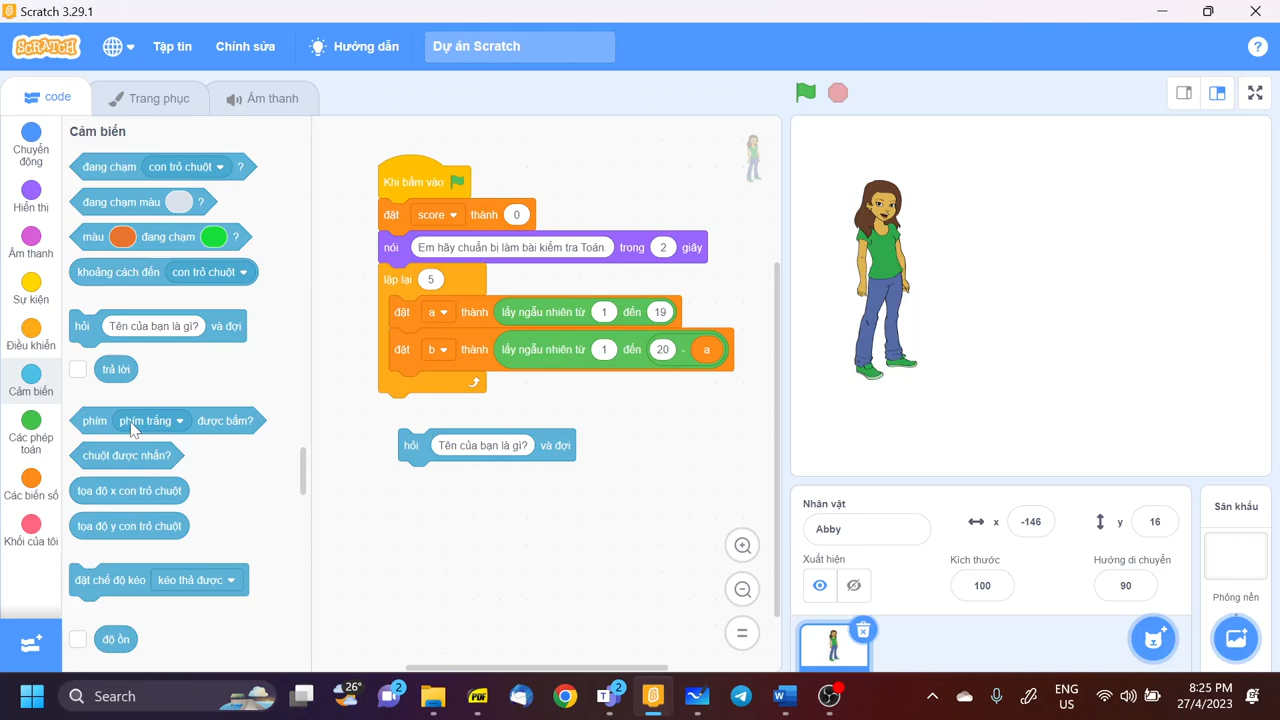 Scratch 3.29.1
SCRATCH Tập tin Chỉnh sửa Hướng dẫn Dự án Scratch ?
code Trang phục Âm thanh
Chuyển động
Hiển thị
Âm thanh
Sự kiện
Điều khiển
Cảm biến
Các phép toán
Các biến số
Khối của tôi
Cảm biến
đang chạm con trỏ chuột ?
đang chạm màu ?
màu đang chạm ?
khoảng cách đến con trỏ chuột
hỏi Tên của bạn là gì? và đợi
trả lời
phím phím trắng được bấm?
chuột được nhấn?
tọa độ x con trỏ chuột
tọa độ y con trỏ chuột
đặt chế độ kéo kéo thả được
độ ồn
Khi bấm vào
đặt score thành 0
nói Em hãy chuẩn bị làm bài kiểm tra Toán. trong 2 giây
lặp lại 5
đặt a thành lấy ngẫu nhiên từ 1 đến 19
đặt b thành lấy ngẫu nhiên từ 1 đến 20 - a
hỏi Tên của bạn là gì? và đợi
Nhân vật
Abby x -146 y 16
Xuất hiện Kích thước Hướng di chuyển
100 90
Sân khấu
Phông nền
Search 26° 2 PDF 2 ENG US 8:25 PM 27/4/2023